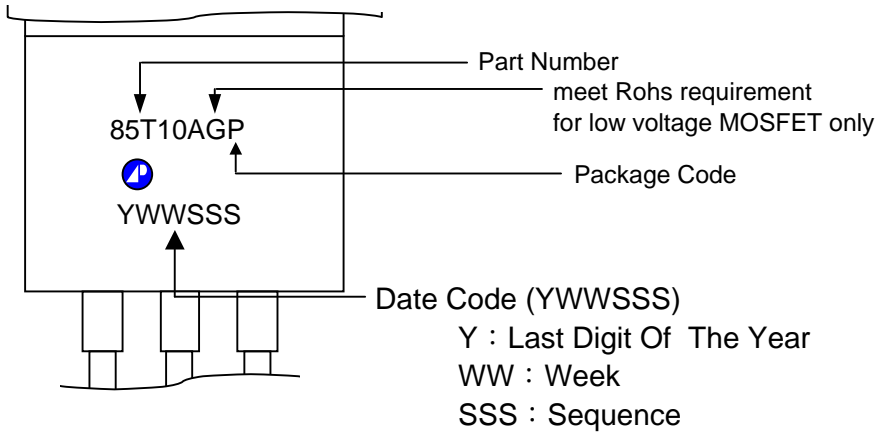 Part Number
meet Rohs requirement
for low voltage MOSFET only
85T10AGP
Package Code
YWWSSS
Date Code (YWWSSS)
Y：Last Digit Of The Year
WW：Week
SSS：Sequence